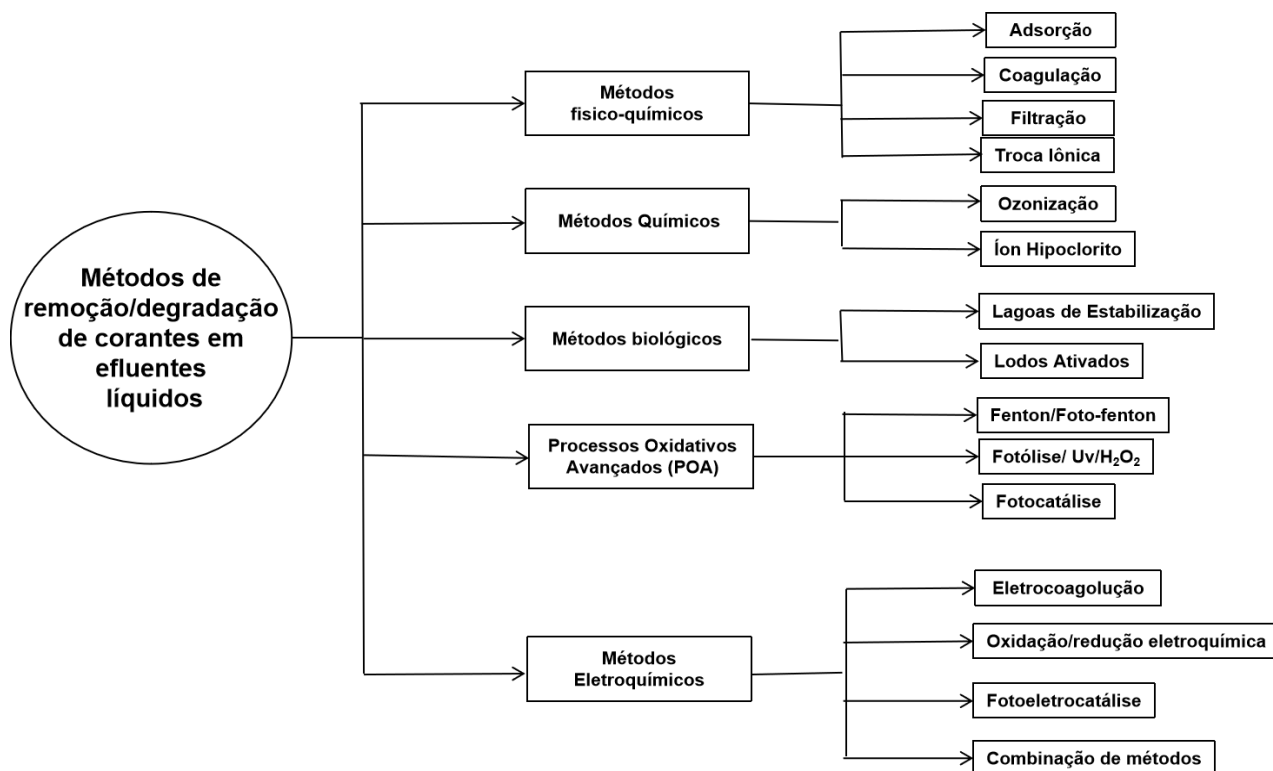 Métodos de
remoção/degradação
de corantes em
efluentes
líquidos
Métodos
fisico-químicos
Adsorção
Coagulação
Filtração
Troca Iônica
Métodos Químicos
Ozonização
Íon Hipoclorito
Métodos biológicos
Lagoas de Estabilização
Lodos Ativados
Processos Oxidativos
Avançados (POA)
Fenton/Foto-fenton
Fotólise/ Uv/H₂O₂
Fotocatálise
Métodos
Eletroquímicos
Eletrocoagolução
Oxidação/redução eletroquímica
Fotoeletrocatálise
Combinação de métodos